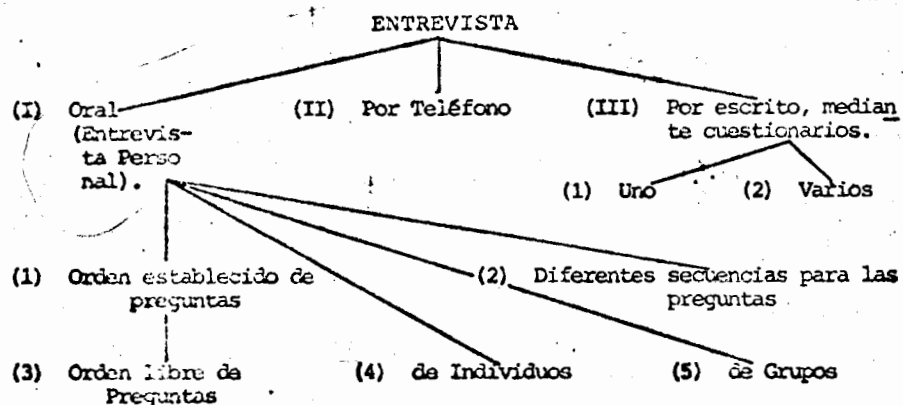 ENTREVISTA
(I) Oral (II) Por Teléfono (III) Por escrito, median
(Entrevis- te cuestionarios.
ta Perso
nal).
(1) Uno (2) Varios
(1) Orden establecido de (2) Diferentes secuencias para las
preguntas preguntas
(3) Orden libre de (4) de Individuos (5) de Grupos
Preguntas